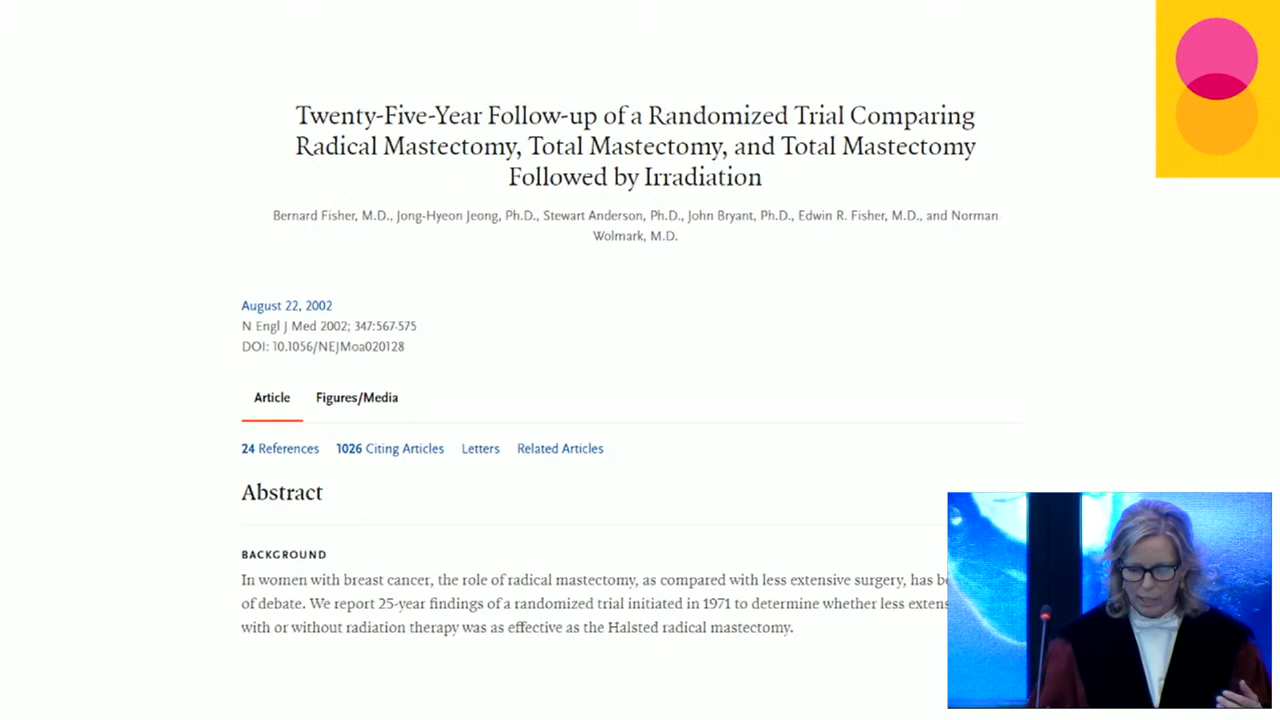 Twenty-Five-Year Follow-up of a Randomized Trial Comparing
Radical Mastectomy, Total Mastectomy, and Total Mastectomy
Followed by Irradiation
Bernard Fisher, M.D., Jong-Hyeon Jeong, Ph.D., Stewart Anderson, Ph.D., John Bryant, Ph.D., Edwin R. Fisher, M.D., and Norman
Wolmark, M.D.
August 22, 2002
N Engl J Med 2002; 347:567-575
DOI: 10.1056/NEJMoa020128
Article Figures/Media
24 References 1026 Citing Articles Letters Related Articles
Abstract
BACKGROUND
In women with breast cancer, the role of radical mastectomy, as compared with less extensive surgery, has
of debate. We report 25-year findings of a randomized trial initiated in 1971 to determine whether less
with or without radiation therapy was as effective as the Halsted radical mastectomy.